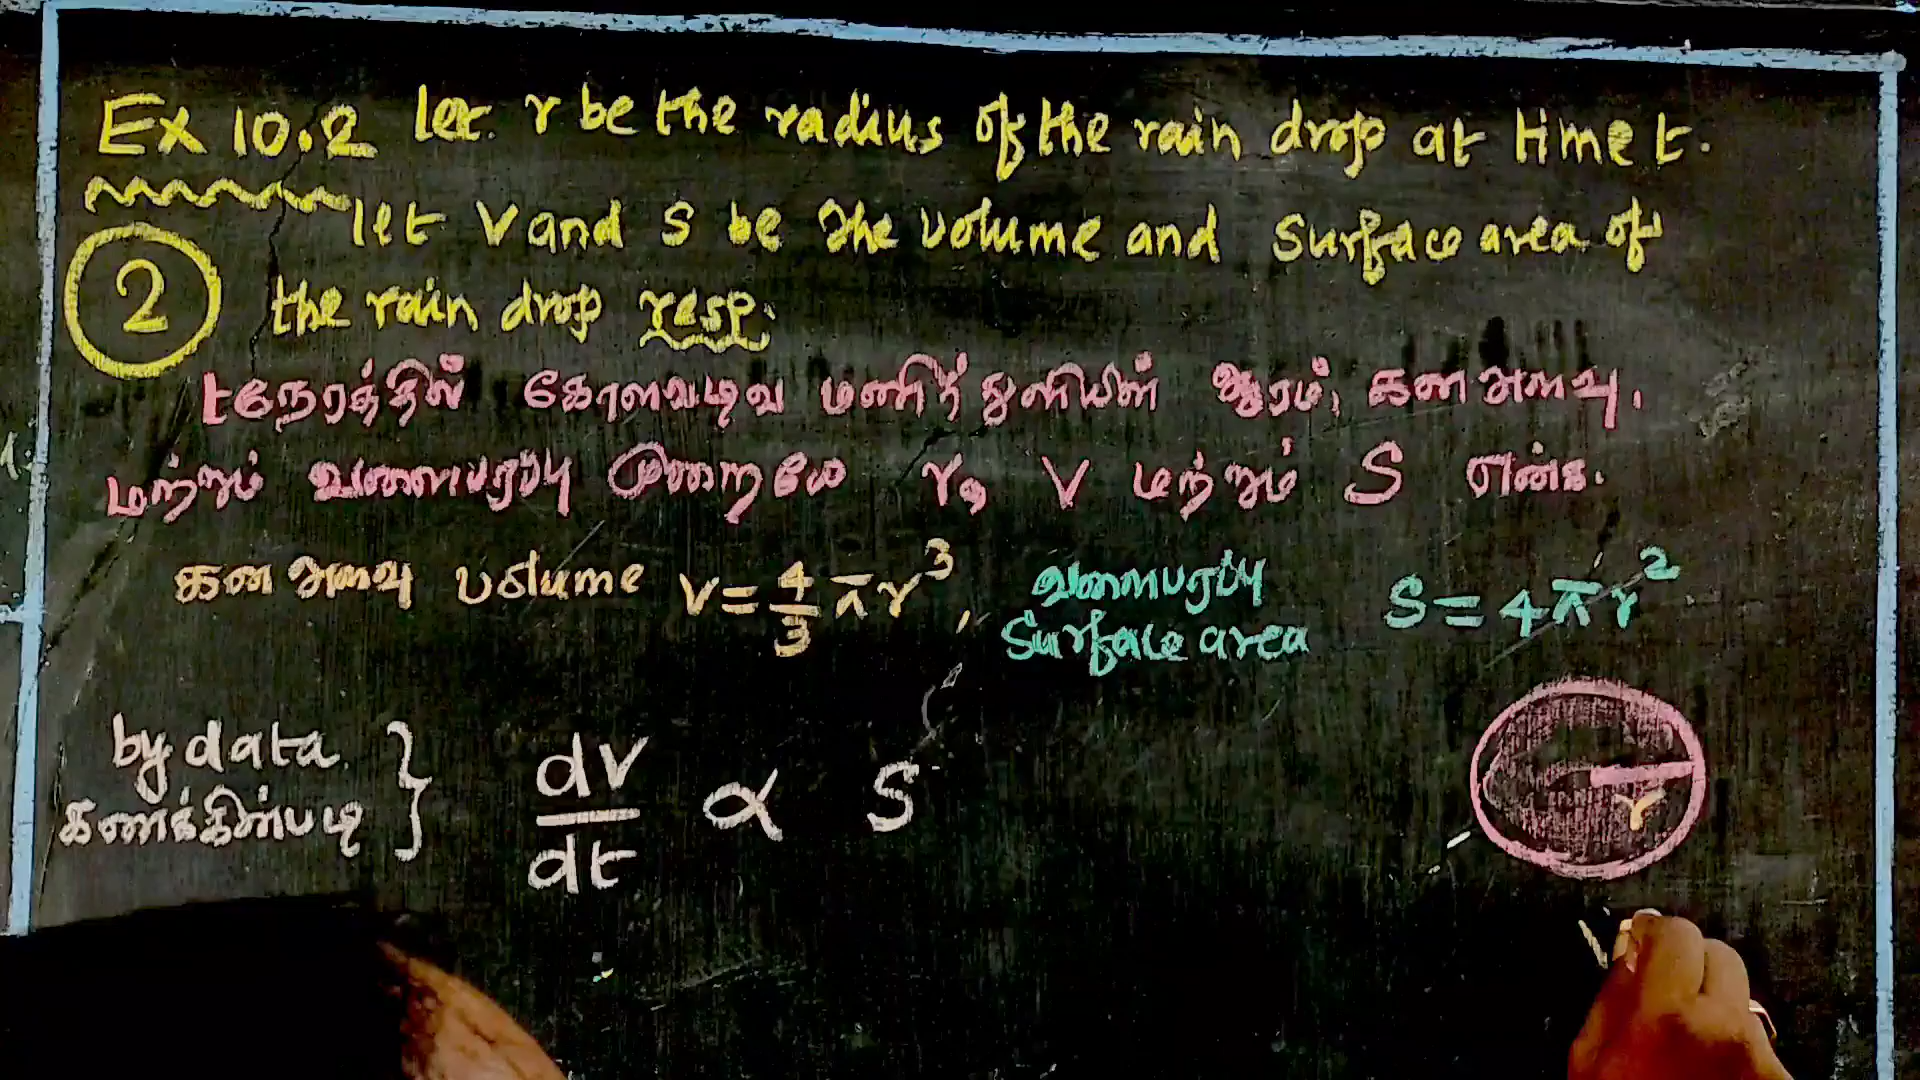 Ex 10.2 let r be the radius of the rain drop at time t.
let V and S be the volume and surface area of
2 the rain drop resp.
t நேரத்தில் கோளவடிவ மணித்துளியின் ஆரம், கனஅளவு,
மற்றும் வளைபரப்பு முறையே r, V மற்றும் S என்க.
கனஅளவு volume V = 4/3 π r³, வளைபரப்பு Surface area S = 4πr²
by data
கணக்கின்படி } dV/dt ∝ S
r